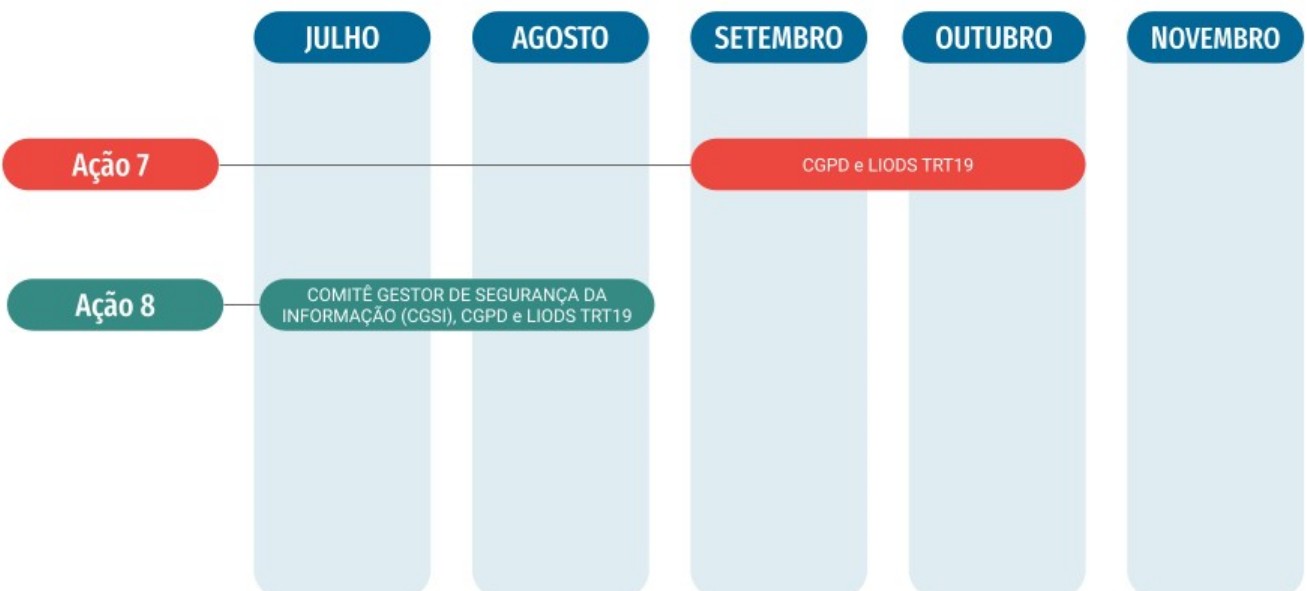 JULHO AGOSTO SETEMBRO OUTUBRO NOVEMBRO
Ação 7 CGPD e LIODS TRT19
Ação 8 COMITÊ GESTOR DE SEGURANÇA DA
INFORMAÇÃO (CGSI), CGPD e LIODS TRT19